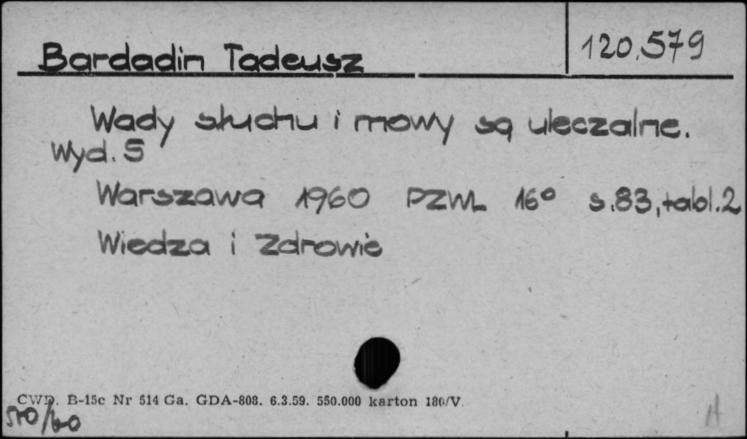 Bardadin Tadeusz
120.579
Wady słuchu i mowy są uleczalne.
Wyd. 5
Warszawa 1960 PZWL 16° s.83, tabl.2
Wiedza i Zdrowie
CWD. B-15c Nr 514 Ga. GDA-808. 6.3.59. 550.000 karton 180/V.
570/60